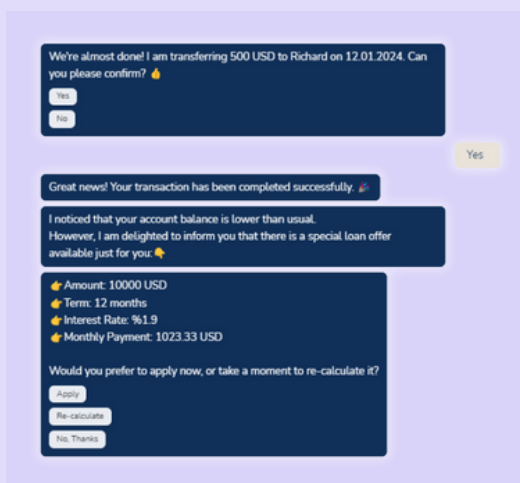 We're almost done! I am transferring 500 USD to Richard on 12.01.2024. Can
you please confirm? 👍
Yes
No
Yes
Great news! Your transaction has been completed successfully. 🎉
I noticed that your account balance is lower than usual.
However, I am delighted to inform you that there is a special loan offer
available just for you:👇
👉Amount: 10000 USD
👉Term: 12 months
👉Interest Rate: %1.9
👉Monthly Payment: 1023.33 USD
Would you prefer to apply now, or take a moment to re-calculate it?
Apply
Re-calculate
No, Thanks